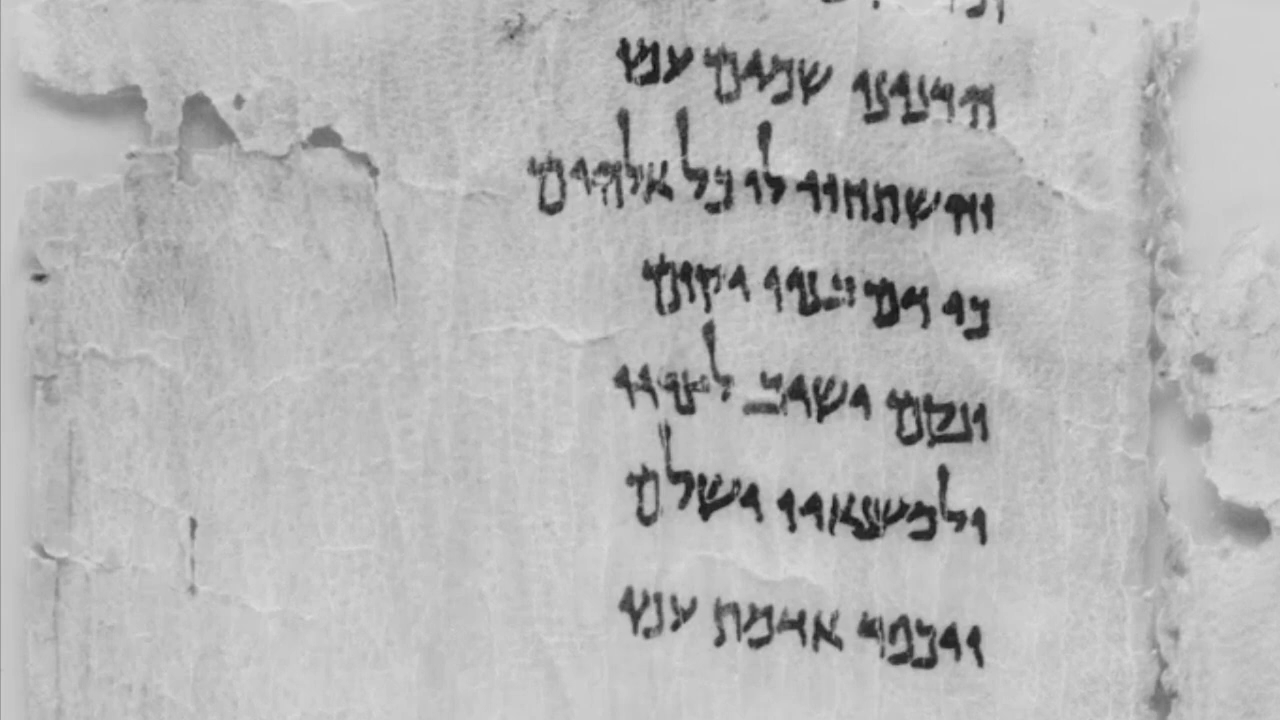 הרנינו שמים עמו
והשתחוו לו כל אלהים
כי דם בניו יקום
ונקם ישיב לצריו
ולמשנאיו ישלם
ויכפר אדמת עמו